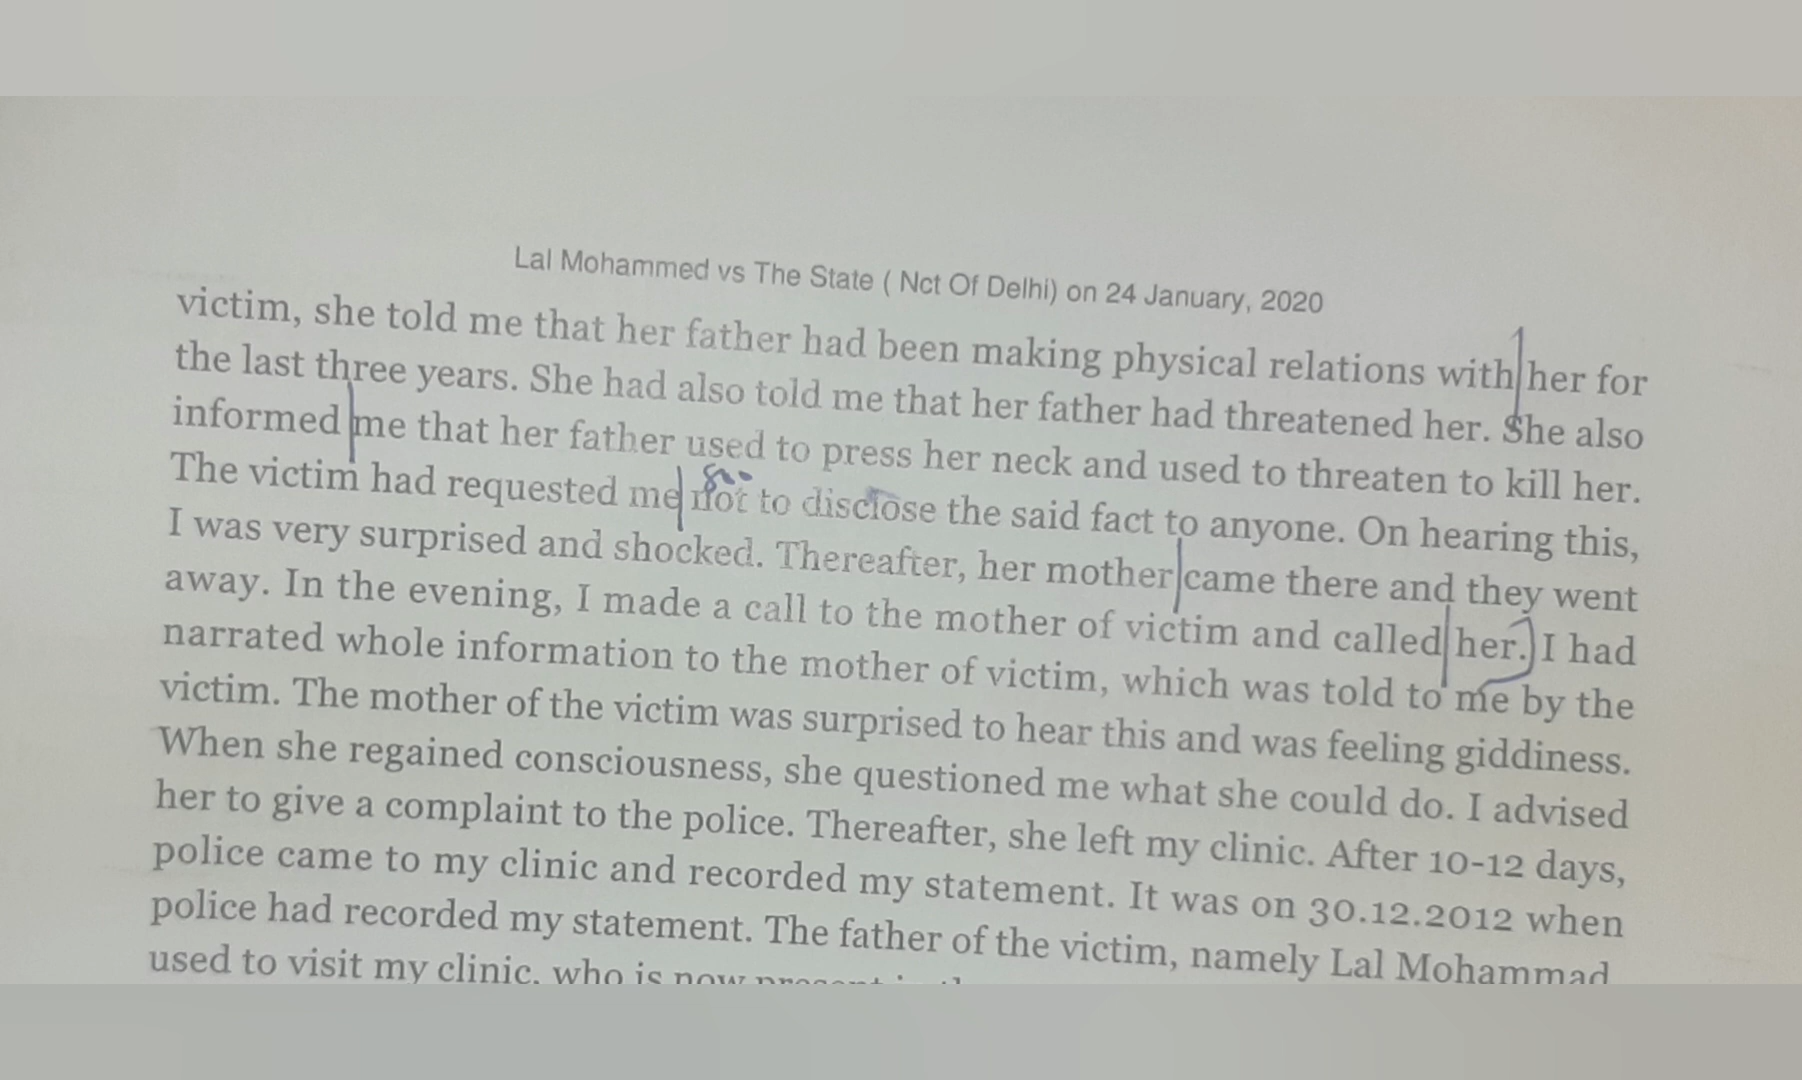 Lal Mohammed vs The State ( Nct Of Delhi) on 24 January, 2020
victim, she told me that her father had been making physical relations with her for
the last three years. She had also told me that her father had threatened her. She also
informed me that her father used to press her neck and used to threaten to kill her.
The victim had requested me not to disclose the said fact to anyone. On hearing this,
I was very surprised and shocked. Thereafter, her mother came there and they went
away. In the evening, I made a call to the mother of victim and called her. I had
narrated whole information to the mother of victim, which was told to me by the
victim. The mother of the victim was surprised to hear this and was feeling giddiness.
When she regained consciousness, she questioned me what she could do. I advised
her to give a complaint to the police. Thereafter, she left my clinic. After 10-12 days,
police came to my clinic and recorded my statement. It was on 30.12.2012 when
police had recorded my statement. The father of the victim, namely Lal Mohammad
used to visit my clinic, who is now present